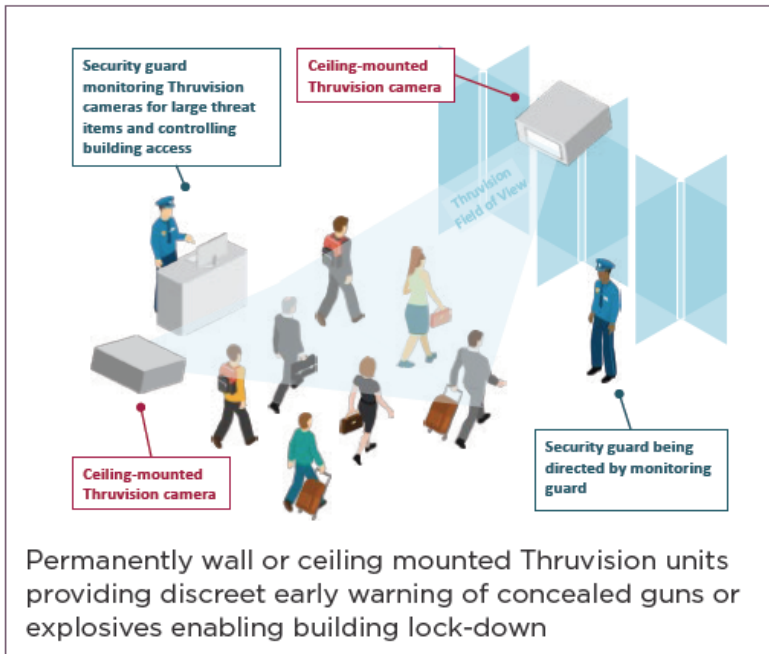 Security guard
monitoring Thruvision
cameras for large threat
items and controlling
building access
Ceiling-mounted
Thruvision camera
Thruvision
Field of View
Ceiling-mounted
Thruvision camera
Security guard being
directed by monitoring
guard
Permanently wall or ceiling mounted Thruvision units
providing discreet early warning of concealed guns or
explosives enabling building lock-down